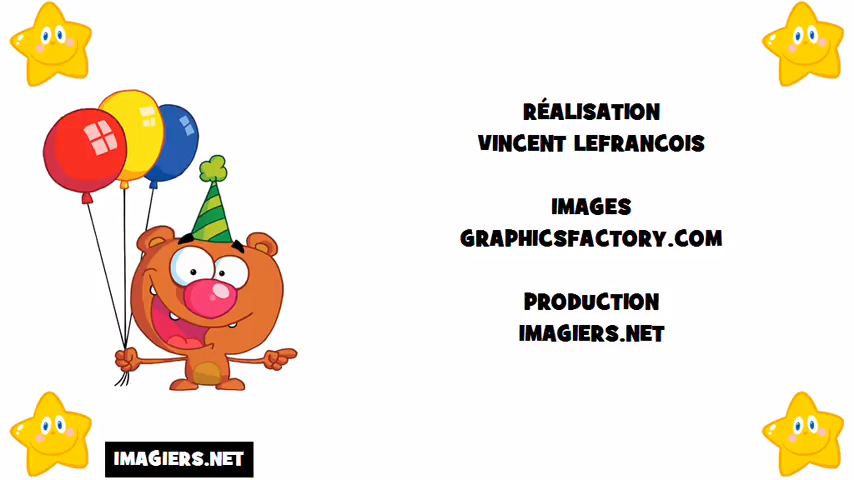 RÉALISATION
VINCENT LEFRANCOIS
IMAGES
GRAPHICSFACTORY.COM
PRODUCTION
IMAGIERS.NET
IMAGIERS.NET